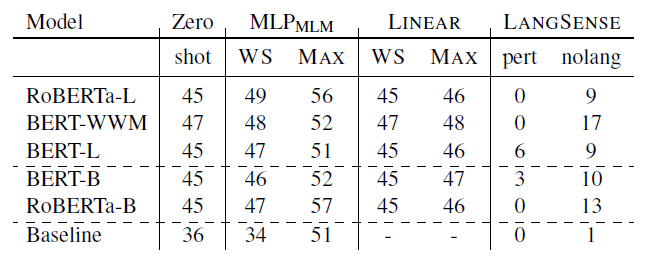 Model Zero MLP_MLM LINEAR LANGSENSE
shot WS MAX WS MAX pert nolang
RoBERTa-L 45 49 56 45 46 0 9
BERT-WWM 47 48 52 47 48 0 17
BERT-L 45 47 51 45 46 6 9
BERT-B 45 46 52 45 47 3 10
RoBERTa-B 45 47 57 45 46 0 13
Baseline 36 34 51 - - 0 1